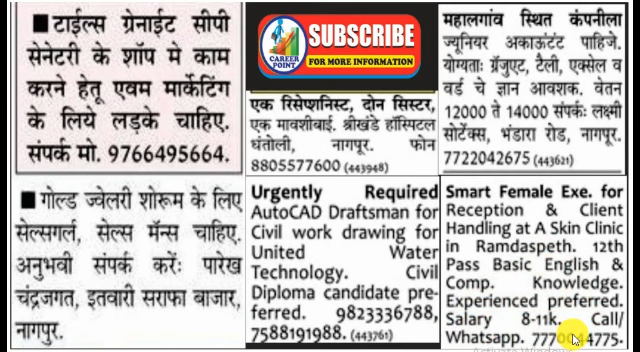 ■ टाईल्स ग्रेनाईट सीपी
सेनेटरी के शॉप मे काम
करने हेतू एवम मार्केटिंग
के लिये लड़के चाहिए.
संपर्क मो. 9766495664.
■ गोल्ड ज्वेलरी शोरूम के लिए
सेल्सगर्ल, सेल्स मॅन्स चाहिए.
अनुभवी संपर्क करें: पारेख
चंद्रजगत, इतवारी सराफा बाजार,
नागपुर.
CAREER
POINT
SUBSCRIBE
FOR MORE INFORMATION
एक रिसेप्शनिस्ट, दोन सिस्टर,
एक मावशीबाई. श्रीखंडे हॉस्पिटल
धंतोली, नागपूर. फोन
8805577600 (443948)
Urgently Required
AutoCAD Draftsman for
Civil work drawing for
United Water
Technology. Civil
Diploma candidate pre-
ferred. 9823336788,
7588191988. (443761)
महालगांव स्थित कंपनीला
ज्यूनियर अकाऊंटंट पाहिजे.
योग्यताः ग्रॅजुएट, टैली, एक्सेल व
वर्ड चे ज्ञान आवशक. वेतन
12000 ते 14000 संपर्कः लक्ष्मी
सोर्टेक्स, भंडारा रोड, नागपूर.
7722042675 (443621)
Smart Female Exe. for
Reception & Client
Handling at A Skin Clinic
in Ramdaspeth. 12th
Pass Basic English &
Comp. Knowledge.
Experienced preferred.
Salary 8-11k. Call/
Whatsapp.
Activate Windows